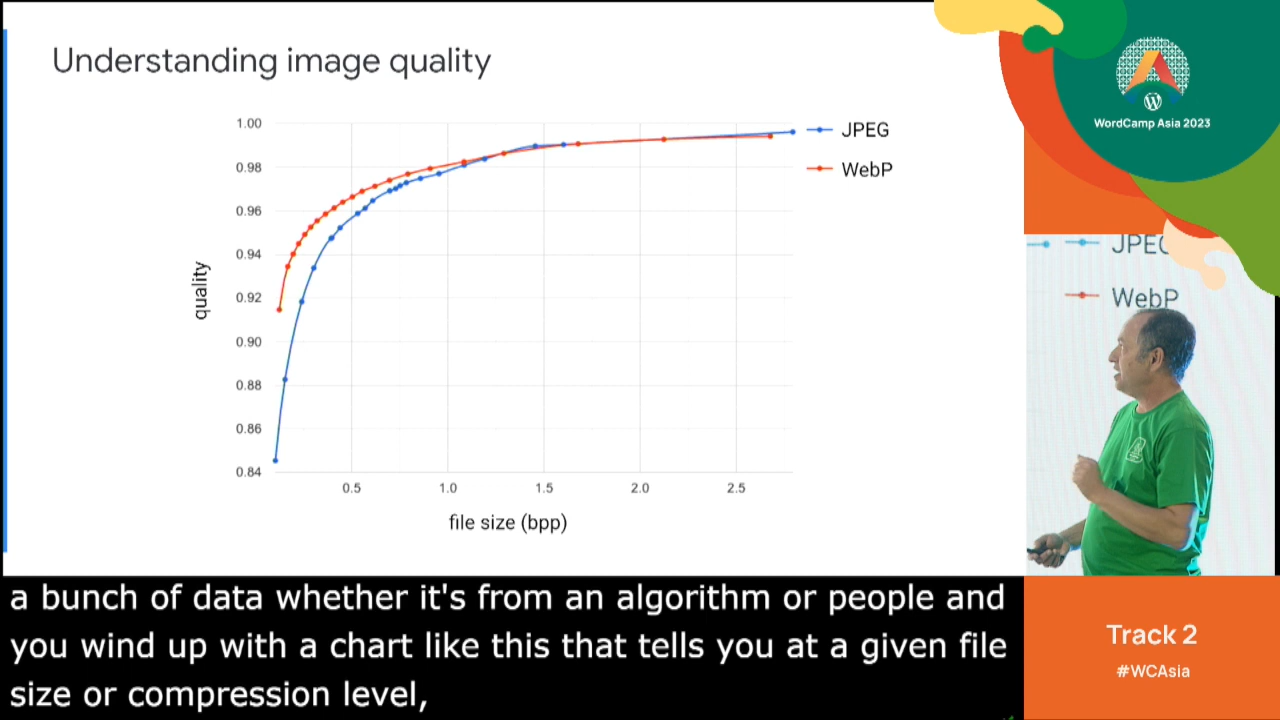 Understanding image quality
WordCamp Asia 2023
1.00
0.98
0.96
0.94
0.92
0.90
0.88
0.86
0.84
quality
0.5
1.0
1.5
2.0
2.5
file size (bpp)
JPEG
WebP
JPEG
WebP
a bunch of data whether it's from an algorithm or people and
you wind up with a chart like this that tells you at a given file
size or compression level,
Track 2
#WCAsia